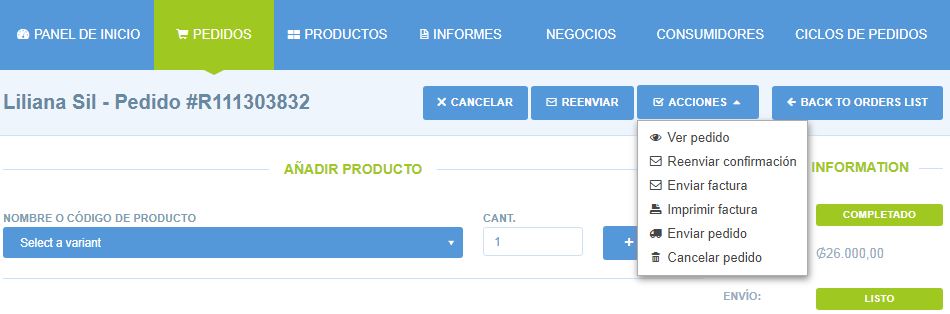 PANEL DE INICIO PEDIDOS PRODUCTOS INFORMES NEGOCIOS CONSUMIDORES CICLOS DE PEDIDOS
Liliana Sil - Pedido #R111303832 CANCELAR REENVIAR ACCIONES BACK TO ORDERS LIST
Ver pedido
Reenviar confirmación
Enviar factura
Imprimir factura
Enviar pedido
Cancelar pedido
AÑADIR PRODUCTO INFORMATION
NOMBRE O CÓDIGO DE PRODUCTO CANT. COMPLETADO
Select a variant 1 +
₲26.000,00
ENVÍO: LISTO